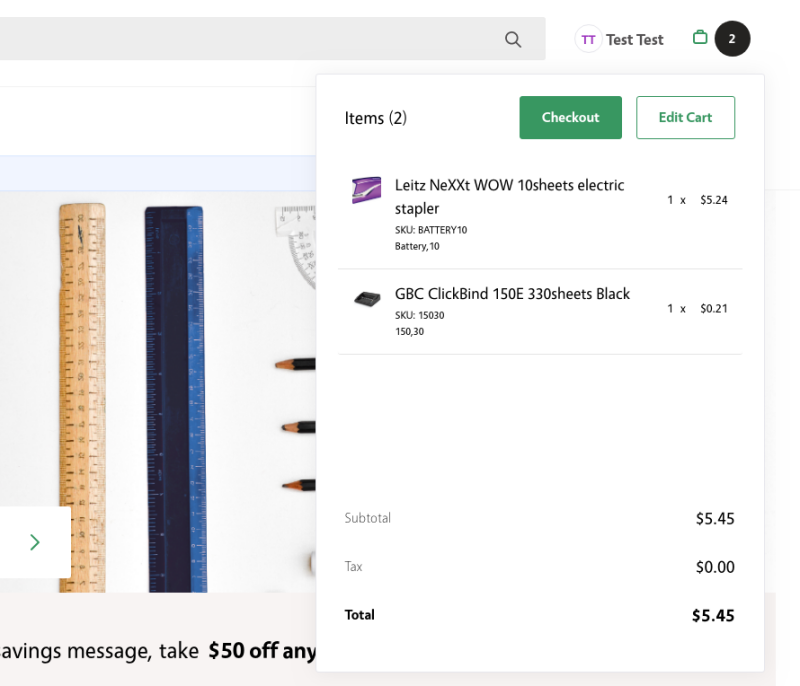 TT Test Test 2
Items (2) Checkout Edit Cart
Leitz NeXXt WOW 10sheets electric
stapler
1 x $5.24
SKU: BATTERY10
Battery,10
GBC ClickBind 150E 330sheets Black
1 x $0.21
SKU: 15030
150,30
Subtotal $5.45
Tax $0.00
Total $5.45
savings message, take $50 off any